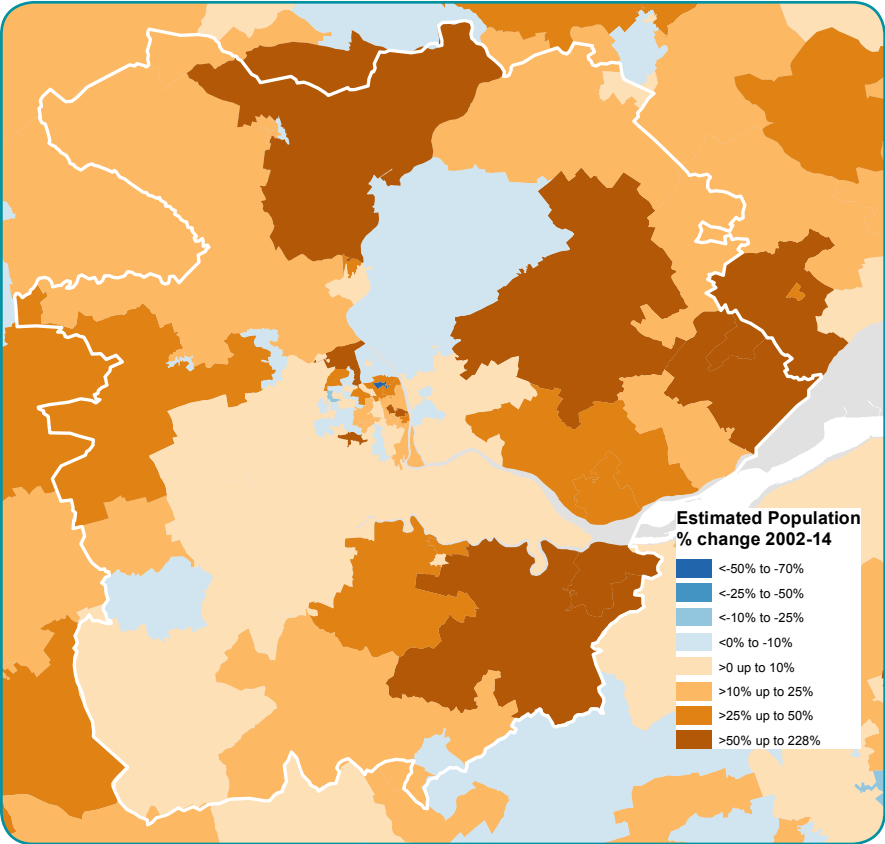 Estimated Population
% change 2002-14
<-50% to -70%
<-25% to -50%
<-10% to -25%
<0% to -10%
>0 up to 10%
>10% up to 25%
>25% up to 50%
>50% up to 228%